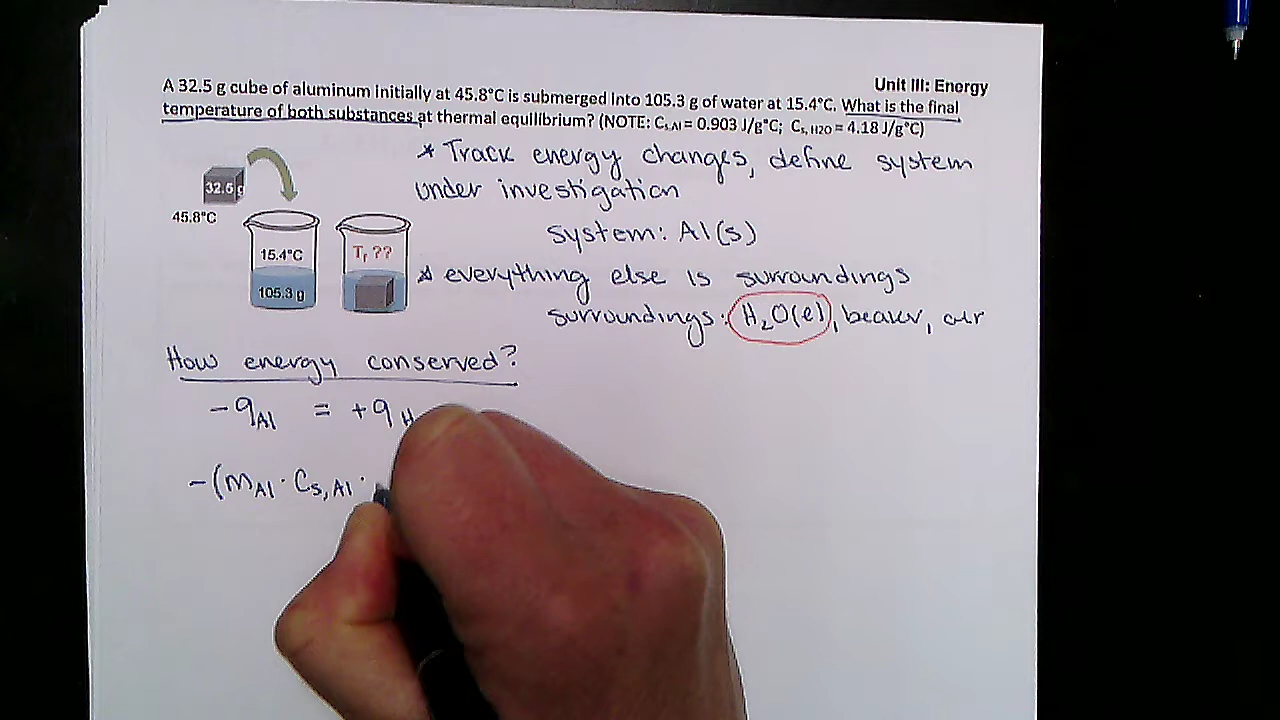 Unit III: Energy
A 32.5 g cube of aluminum initially at 45.8°C is submerged into 105.3 g of water at 15.4°C. What is the final
temperature of both substances at thermal equilibrium? (NOTE: Cs,Al = 0.903 J/g°C; Cs, H2O = 4.18 J/g°C)
* Track energy changes, define system
under investigation
system: Al(s)
* everything else is surroundings
surroundings: H₂O(l), beaker, air
32.5 g
45.8°C
15.4°C
105.3 g
Tf ??
How energy conserved?
-qAl = +qH
-(mAl · Cs,Al ·